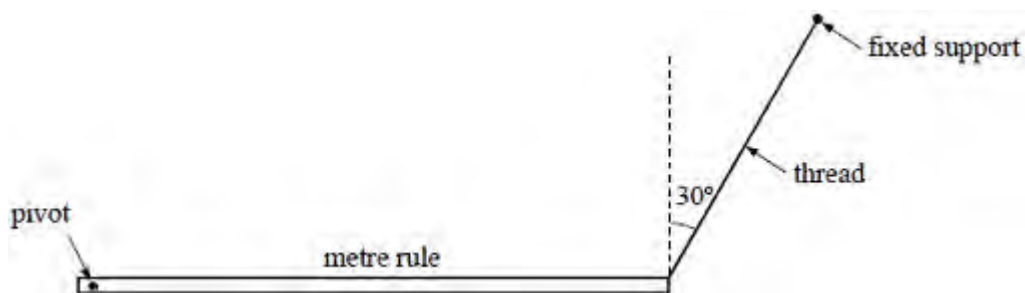 fixed support
thread
30°
pivot
metre rule